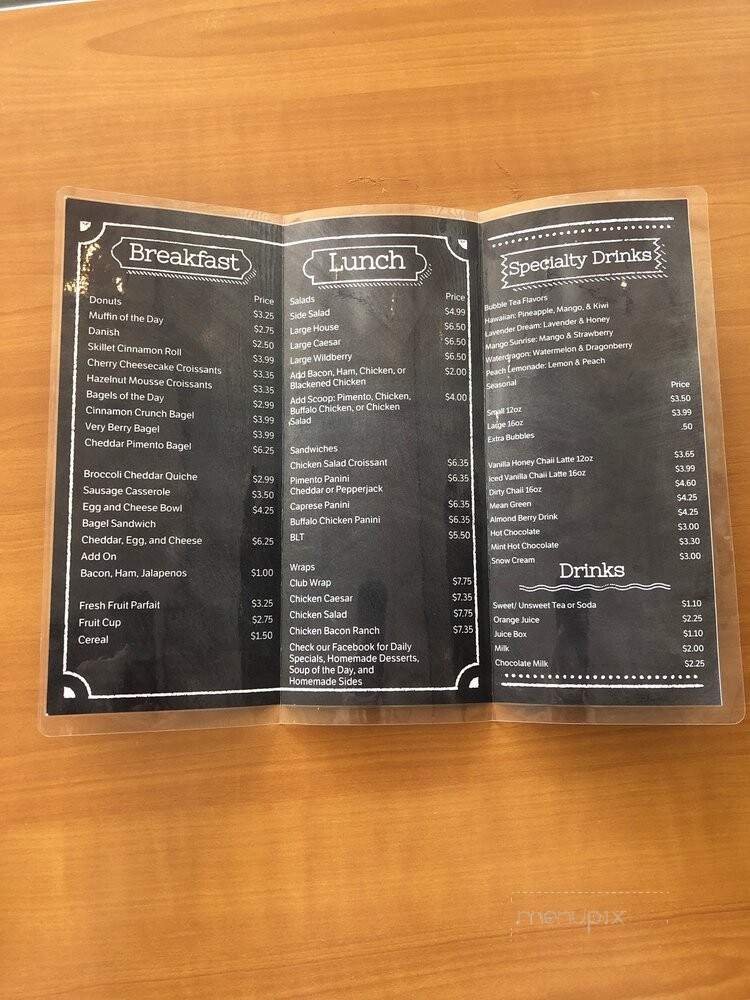 Breakfast
Donuts Price
Muffin of the Day $3.25
Danish $2.75
Skillet Cinnamon Roll $2.50
Cherry Cheesecake Croissants $3.99
Hazelnut Mousse Croissants $3.35
Bagels of the Day $3.35
Cinnamon Crunch Bagel $2.99
Very Berry Bagel $3.99
Cheddar Pimento Bagel $3.99
$6.25
Broccoli Cheddar Quiche
Sausage Casserole $2.99
Egg and Cheese Bowl $3.50
Bagel Sandwich $4.25
Cheddar, Egg, and Cheese $6.25
Add On
Bacon, Ham, Jalapenos $1.00
Fresh Fruit Parfait $3.25
Fruit Cup $2.75
Cereal $1.50
Lunch
Salads Price
Side Salad $4.99
Large House $6.50
Large Caesar $6.50
Large Wildberry $6.50
Add Bacon, Ham, Chicken, or $2.00
Blackened Chicken
Add Scoop: Pimento, Chicken, $4.00
Buffalo Chicken, or Chicken
Salad
Sandwiches
Chicken Salad Croissant $6.35
Pimento Panini $6.35
Cheddar or Pepperjack
Caprese Panini $6.35
Buffalo Chicken Panini $6.35
BLT $5.50
Wraps
Club Wrap $7.75
Chicken Caesar $7.35
Chicken Salad $7.75
Chicken Bacon Ranch $7.35
Check our Facebook for Daily
Specials, Homemade Desserts,
Soup of the Day, and
Homemade Sides
Specialty Drinks
Bubble Tea Flavors
Hawaiian: Pineapple, Mango, & Kiwi
Lavender Dream: Lavender & Honey
Mango Sunrise: Mango & Strawberry
Waterdragon: Watermelon & Dragonberry
Peach Lemonade: Lemon & Peach
Seasonal
Price
Small 12oz $3.50
Large 16oz $3.99
Extra Bubbles .50
Vanilla Honey Chaii Latte 12oz $3.65
Iced Vanilla Chaii Latte 16oz $3.99
Dirty Chaii 16oz $4.60
Mean Green $4.25
Almond Berry Drink $4.25
Hot Chocolate $3.00
Mint Hot Chocolate $3.30
Snow Cream $3.00
Drinks
Sweet/ Unsweet Tea or Soda $1.10
Orange Juice $2.25
Juice Box $1.10
Milk $2.00
Chocolate Milk $2.25
menupix